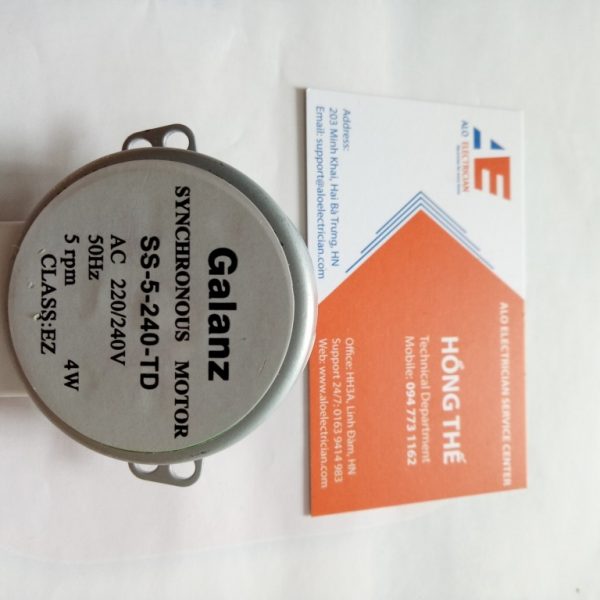 Galanz
SYNCHRONOUS MOTOR
SS-5-240-TD
AC 220/240V
50Hz
5 rpm 4W
CLASS:EZ
AE
ALO ELECTRICIAN
Address:
203 Minh Khai, Hai Bà Trưng, HN
Email: support@aloelectrician.com
ALO ELECTRICIAN SERVICE CENTER
HỒNG THẾ
Technical Department
Mobile: 094 773 1162
Office: HH3A, Linh Đàm, HN
Support 24/7: 0163 9414 983
Web: www.aloelectrician.com